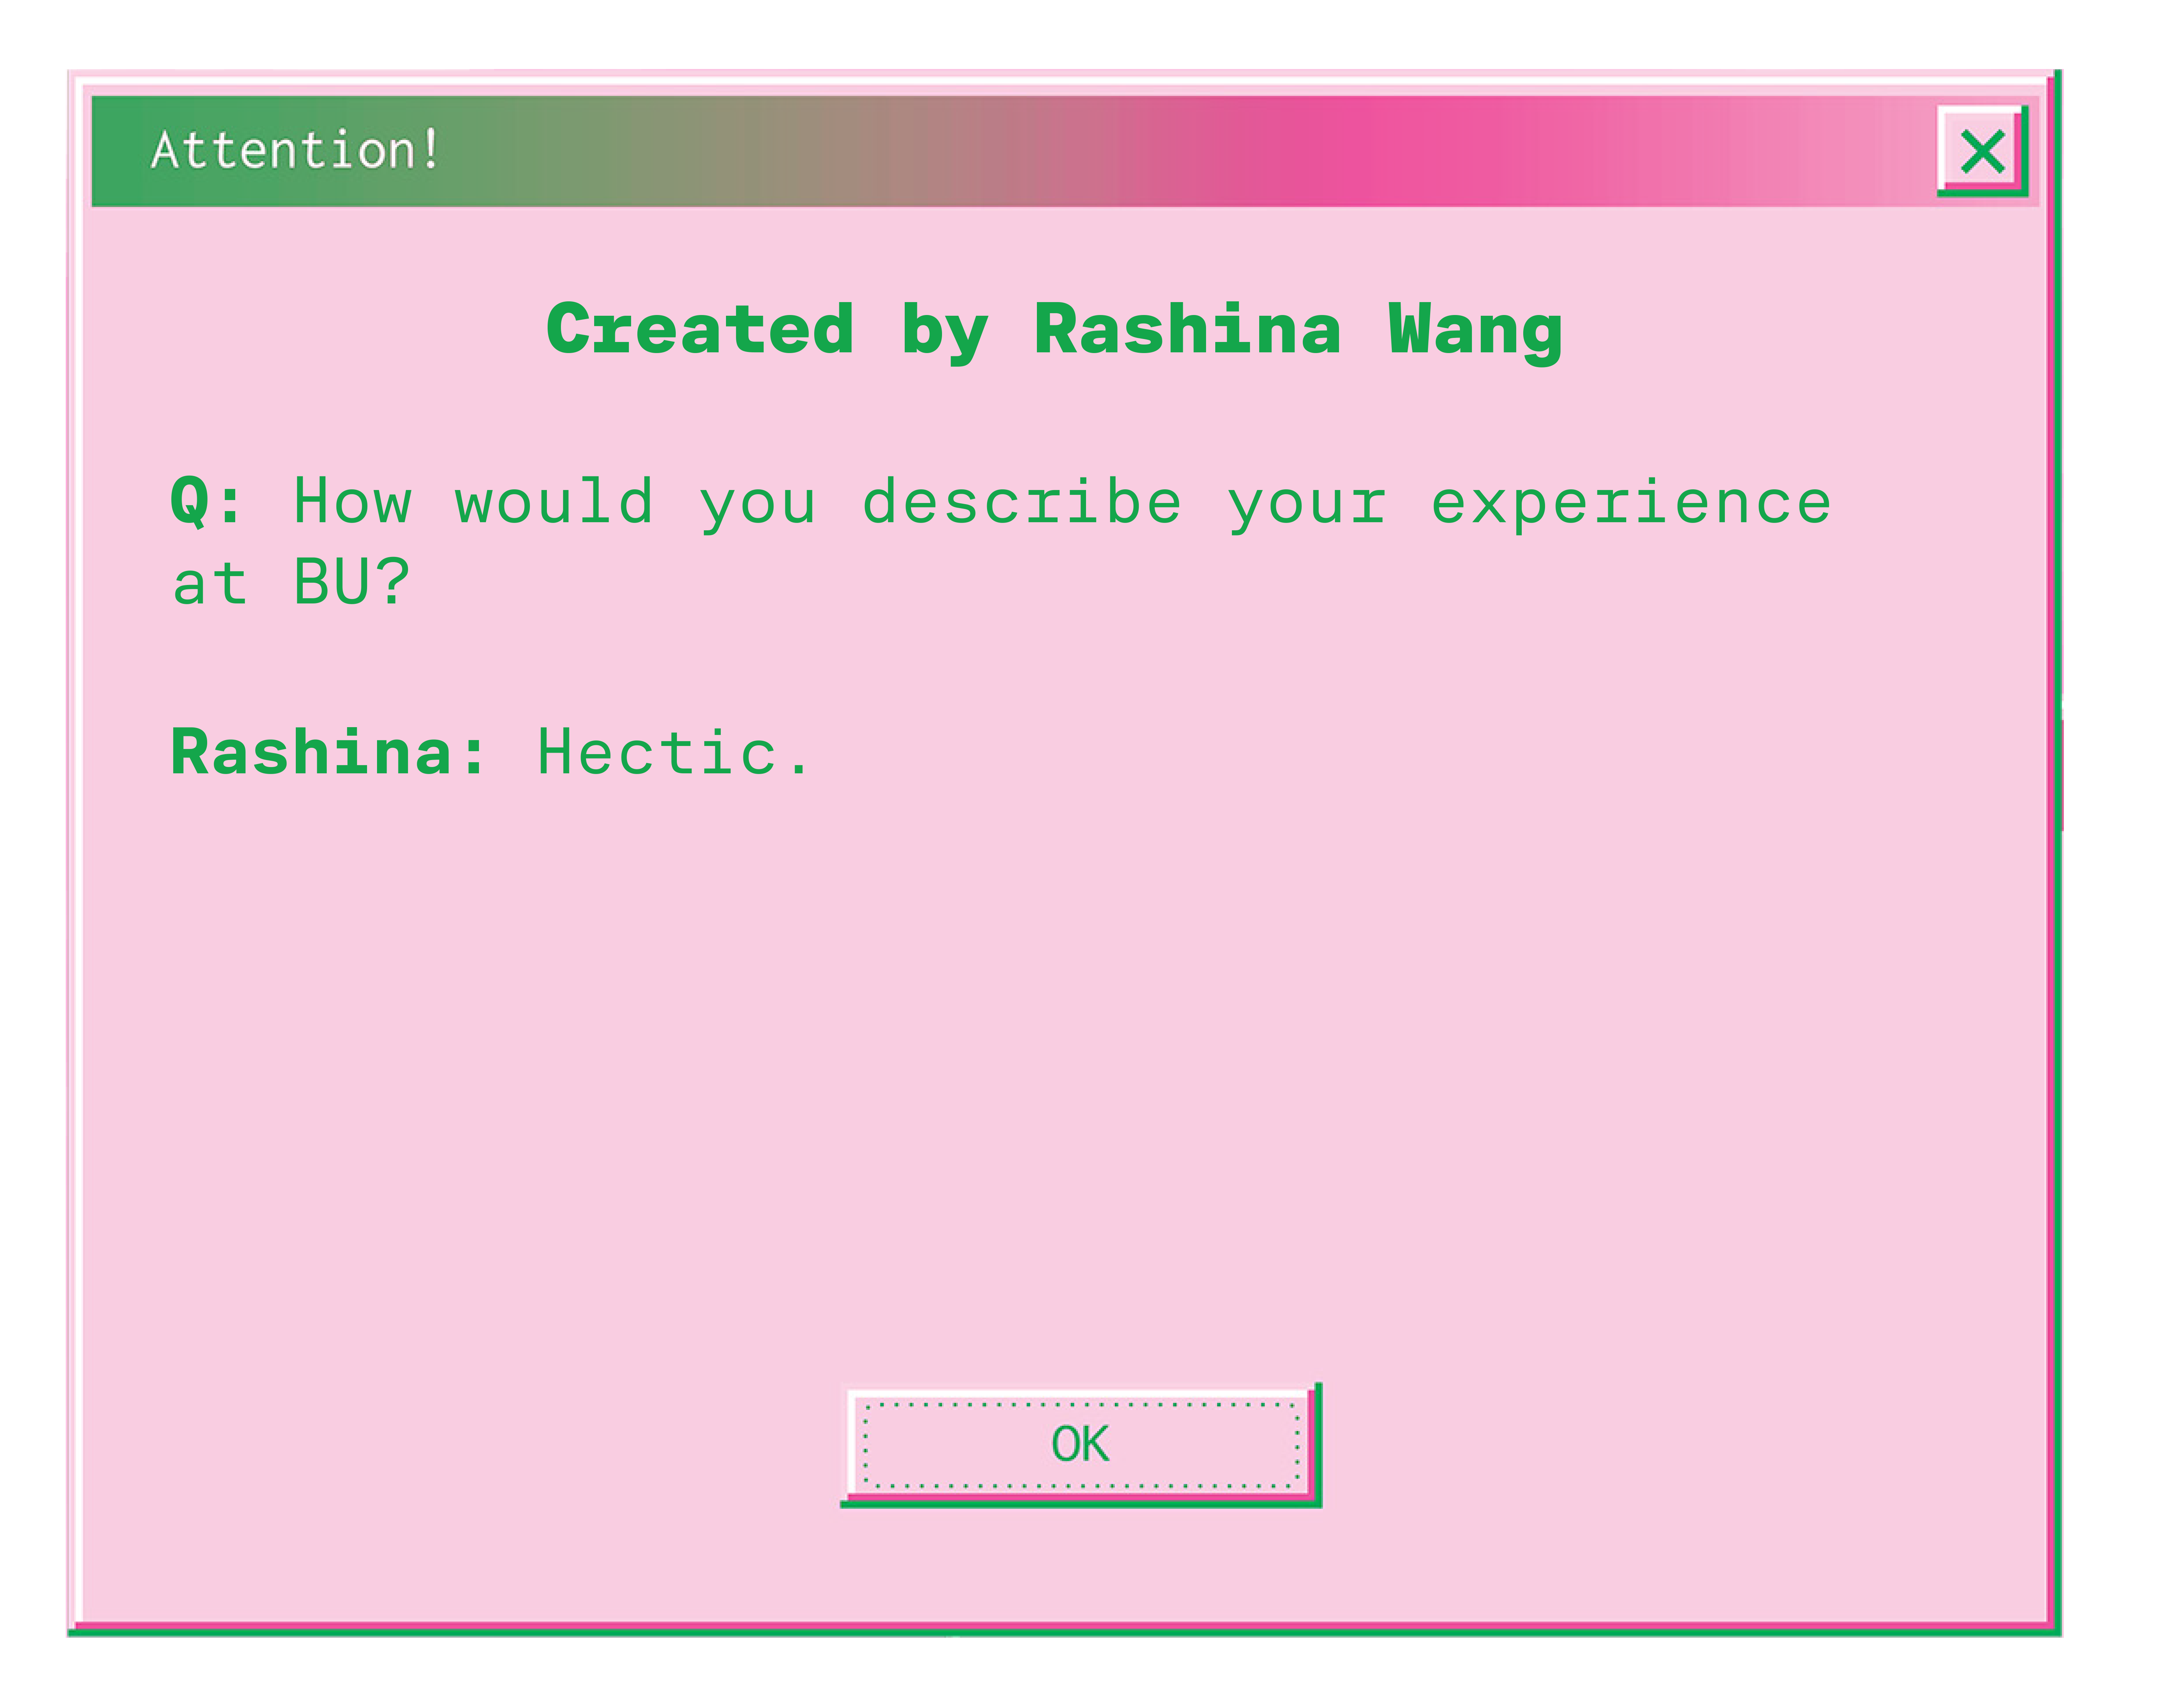 Attention!
Created by Rashina Wang
Q: How would you describe your experience
at BU?
Rashina: Hectic.
OK